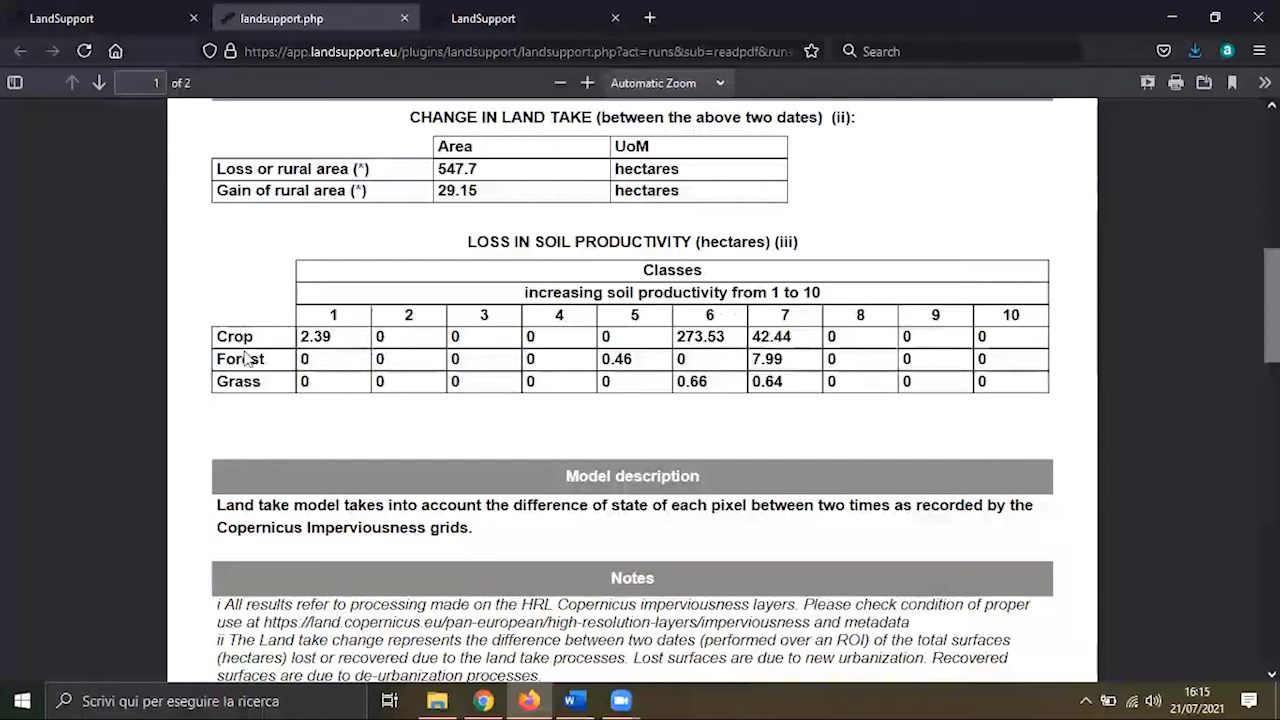 LandSupport
landsupport.php
LandSupport
https://app.landsupport.eu/plugins/landsupport/landsupport.php?act=runs&sub=readpdf&runs
Search
1 of 2
Automatic Zoom
CHANGE IN LAND TAKE (between the above two dates) (ii):
Area UoM
Loss or rural area (*) 547.7 hectares
Gain of rural area (*) 29.15 hectares
LOSS IN SOIL PRODUCTIVITY (hectares) (iii)
Classes
increasing soil productivity from 1 to 10
1 2 3 4 5 6 7 8 9 10
Crop 2.39 0 0 0 0 273.53 42.44 0 0 0
Forest 0 0 0 0 0.46 0 7.99 0 0 0
Grass 0 0 0 0 0 0.66 0.64 0 0 0
Model description
Land take model takes into account the difference of state of each pixel between two times as recorded by the
Copernicus Imperviousness grids.
Notes
i All results refer to processing made on the HRL Copernicus imperviousness layers. Please check condition of proper
use at https://land.copernicus.eu/pan-european/high-resolution-layers/imperviousness and metadata
ii The Land take change represents the difference between two dates (performed over an ROI) of the total surfaces
(hectares) lost or recovered due to the land take processes. Lost surfaces are due to new urbanization. Recovered
surfaces are due to de-urbanization processes.
Scrivi qui per eseguire la ricerca
16:15
21/07/2021